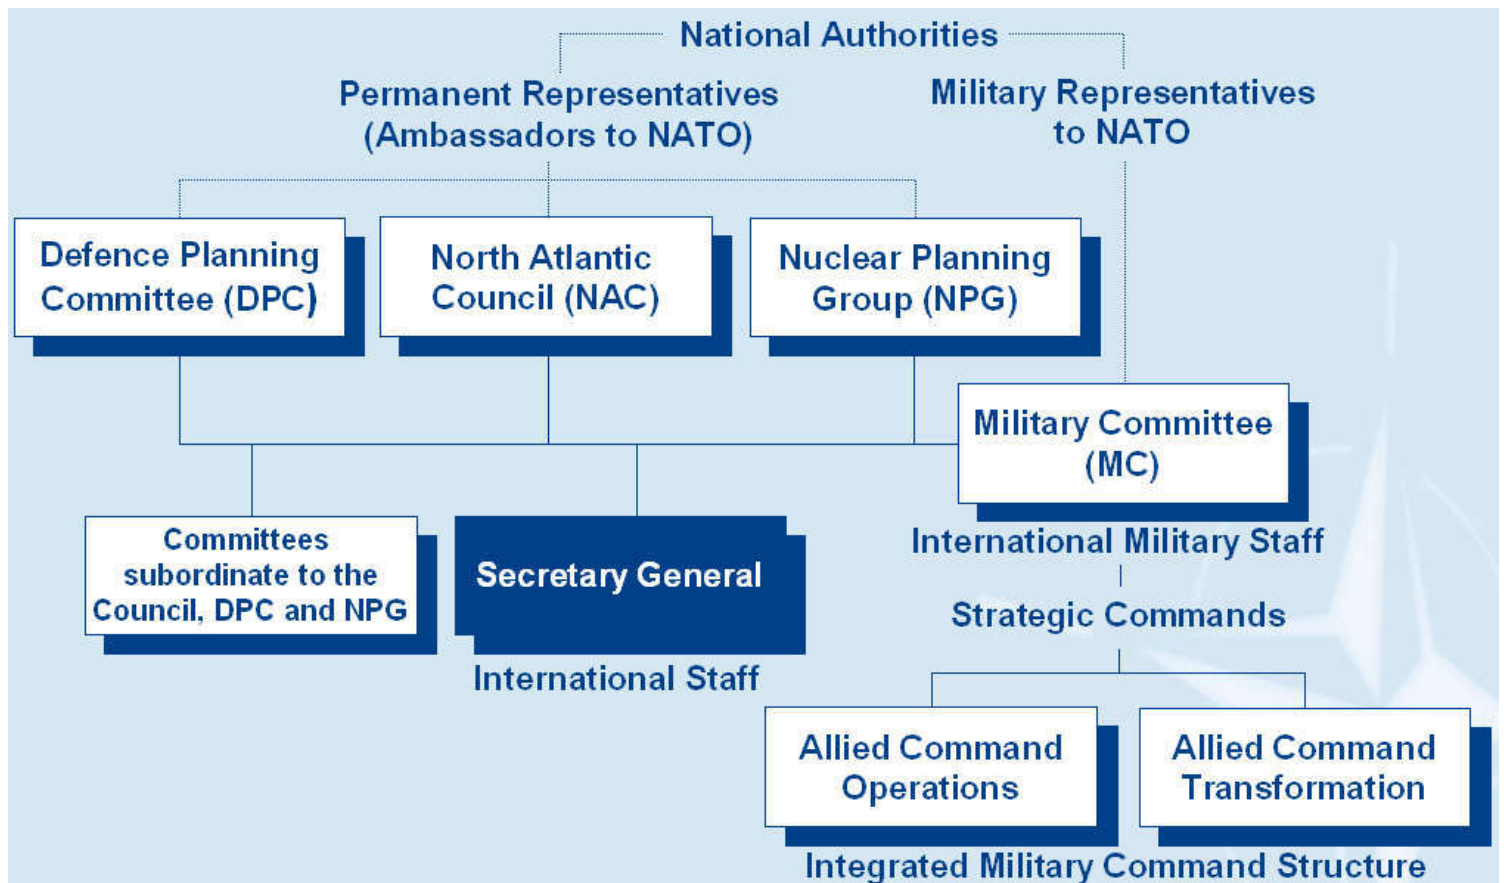 National Authorities
Permanent Representatives
(Ambassadors to NATO)
Military Representatives
to NATO
Defence Planning
Committee (DPC)
North Atlantic
Council (NAC)
Nuclear Planning
Group (NPG)
Military Committee
(MC)
International Military Staff
Committees
subordinate to the
Council, DPC and NPG
Secretary General
International Staff
Strategic Commands
Allied Command
Operations
Allied Command
Transformation
Integrated Military Command Structure